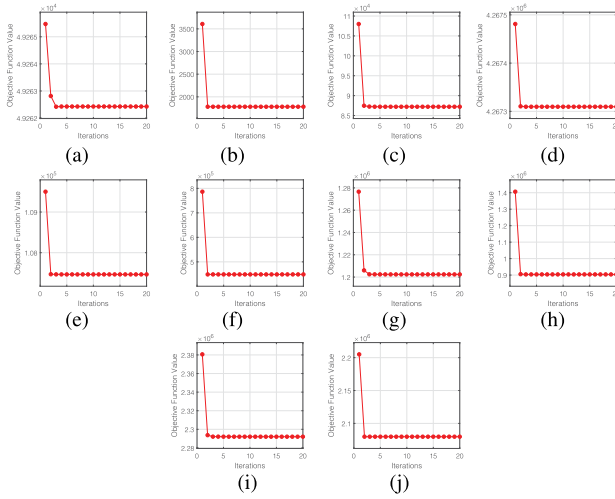 ×10⁴
4.9265
4.9264
4.9263
4.9262
0 5 10 15 20
Iterations
Objective Function Value
(a)
3500
3000
2500
2000
0 5 10 15 20
Iterations
Objective Function Value
(b)
×10⁴
11
10.5
10
9.5
9
8.5
0 5 10 15 20
Iterations
Objective Function Value
(c)
×10⁶
4.2675
4.2674
4.2673
0 5 10 15 20
Iterations
Objective Function Value
(d)
×10⁵
1.09
1.08
0 5 10 15 20
Iterations
Objective Function Value
(e)
×10⁵
8
7
6
5
0 5 10 15 20
Iterations
Objective Function Value
(f)
×10⁶
1.28
1.26
1.24
1.22
1.2
0 5 10 15 20
Iterations
Objective Function Value
(g)
×10⁶
1.4
1.3
1.2
1.1
1
0.9
0 5 10 15 20
Iterations
Objective Function Value
(h)
×10⁶
2.38
2.36
2.34
2.32
2.3
2.28
0 5 10 15 20
Iterations
Objective Function Value
(i)
×10⁶
2.2
2.15
2.1
0 5 10 15 20
Iterations
Objective Function Value
(j)